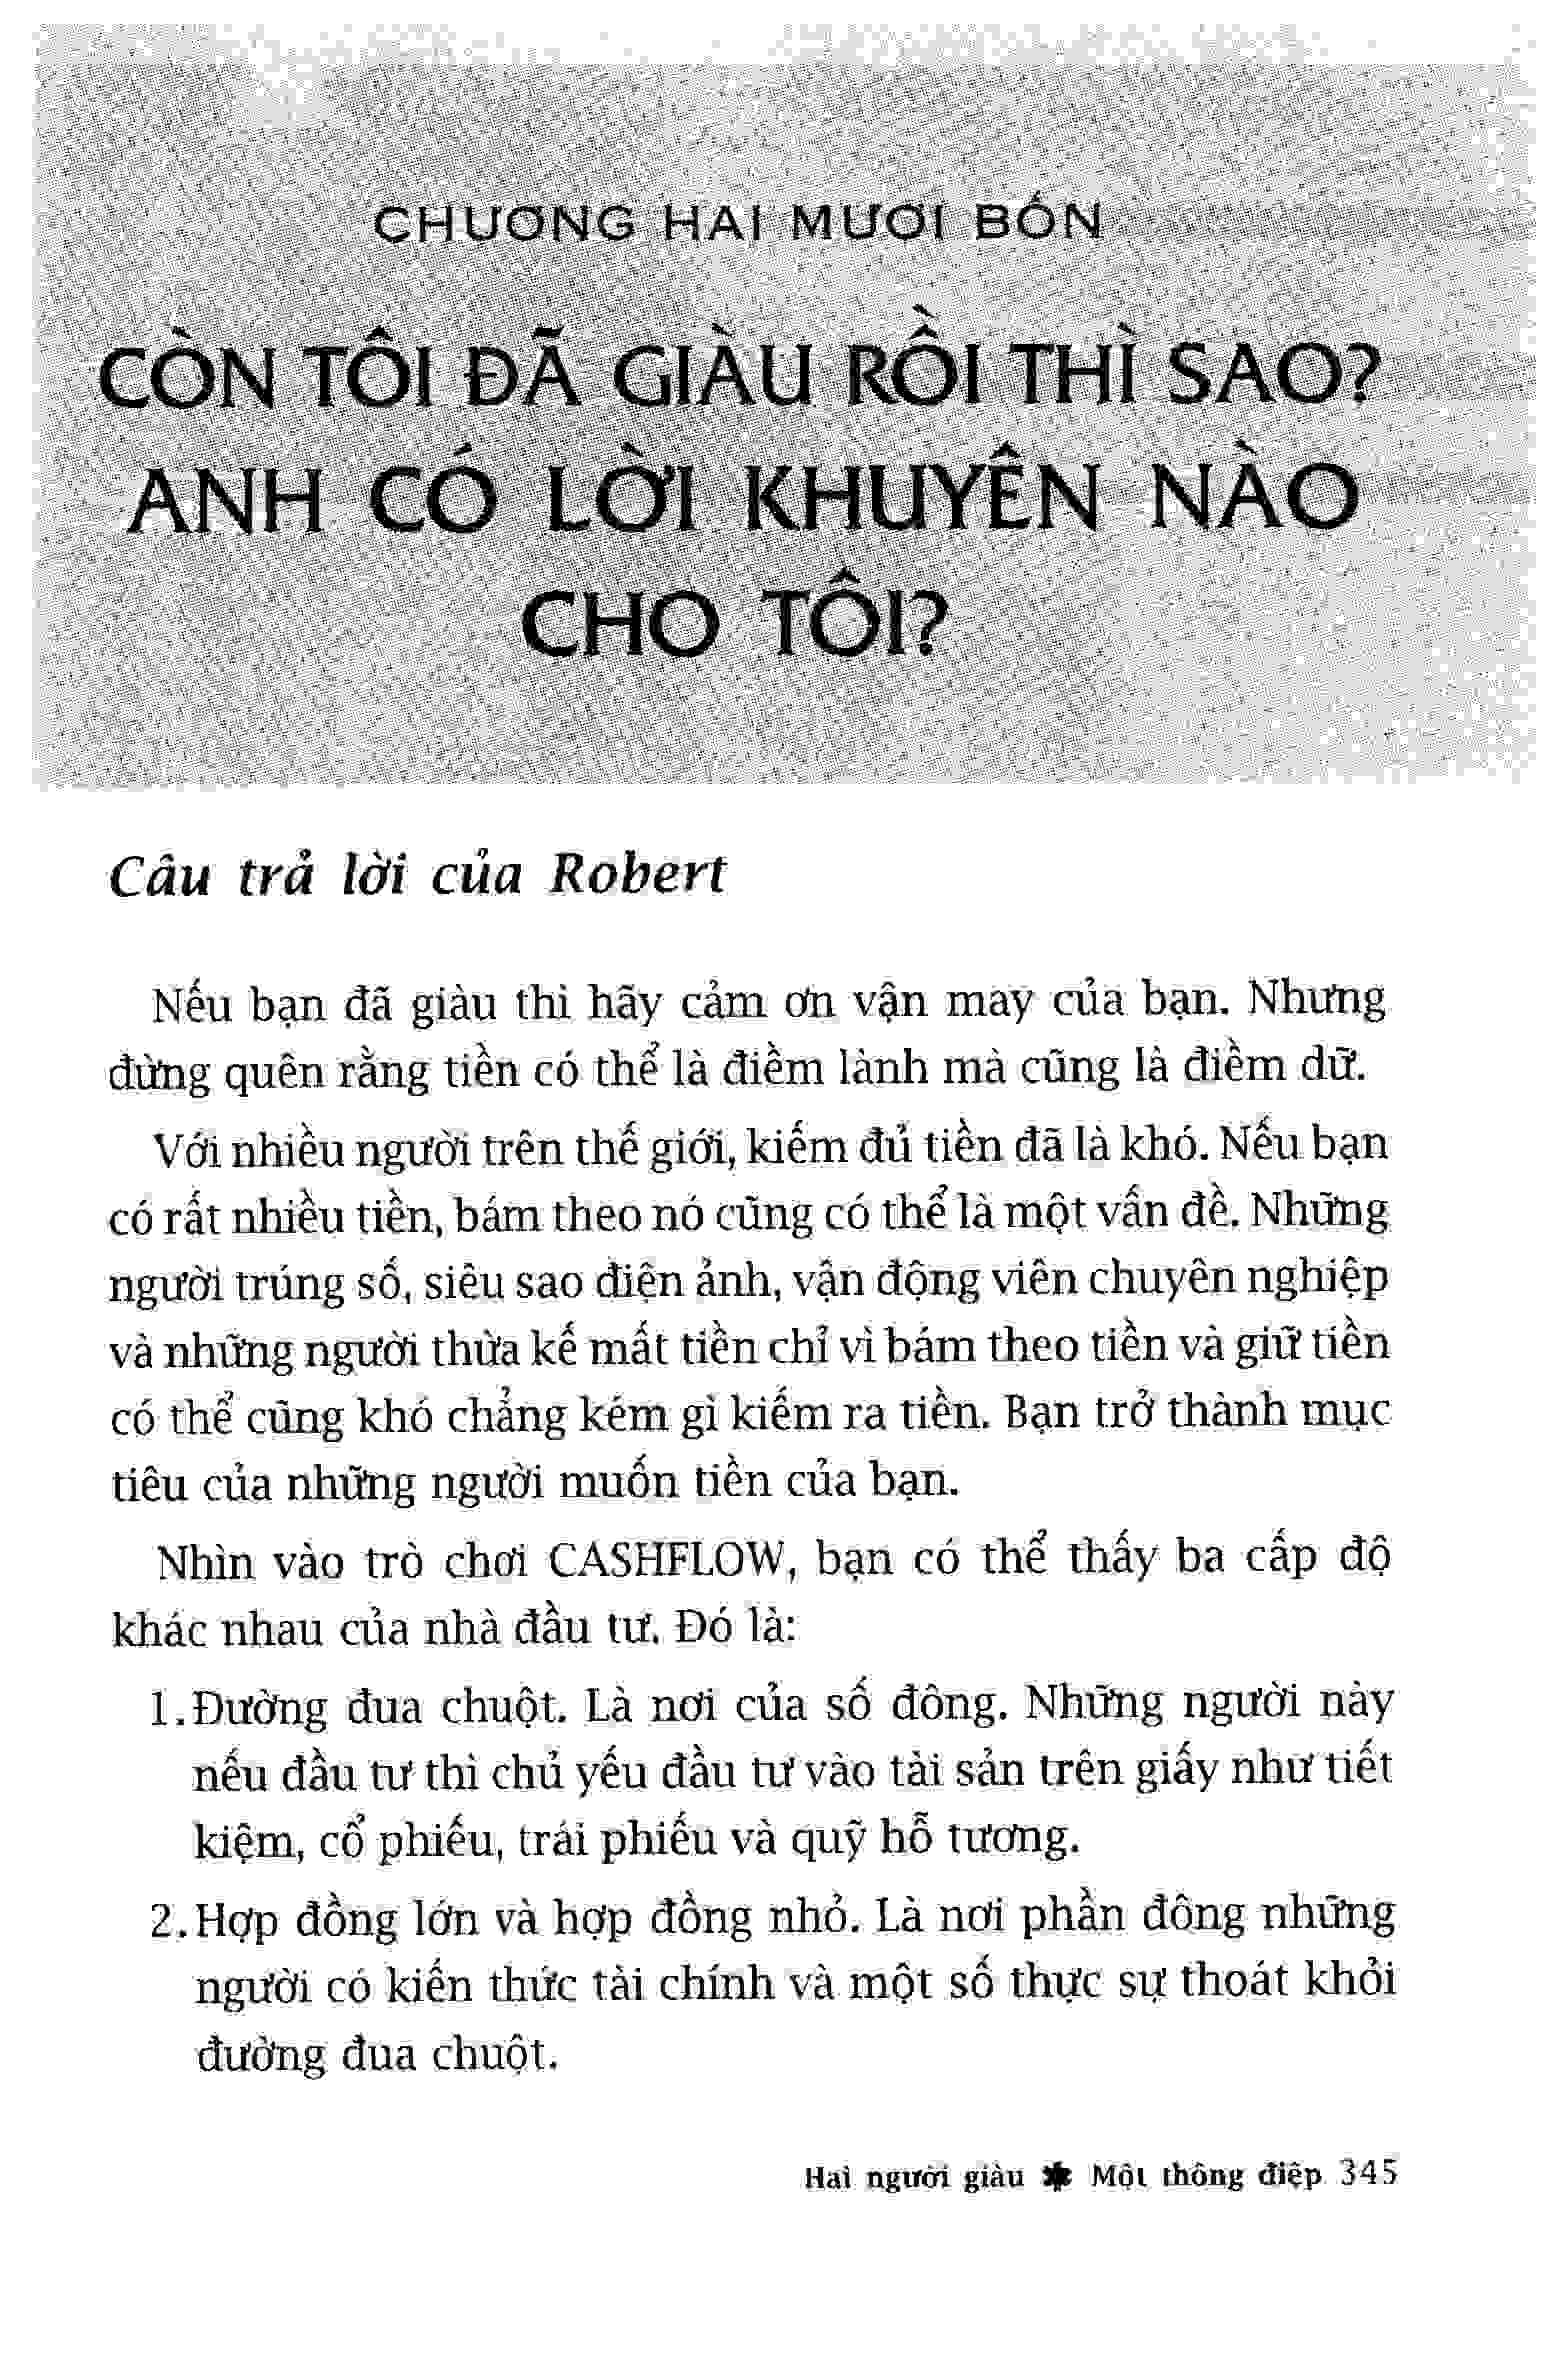 CHƯƠNG HAI MƯƠI BỐN
CÒN TÔI ĐÃ GIÀU RỒI THÌ SAO?
ANH CÓ LỜI KHUYÊN NÀO
CHO TÔI?
Câu trả lời của Robert
Nếu bạn đã giàu thì hãy cảm ơn vận may của bạn. Nhưng
đừng quên rằng tiền có thể là điềm lành mà cũng là điềm dữ.
Với nhiều người trên thế giới, kiếm đủ tiền đã là khó. Nếu bạn
có rất nhiều tiền, bám theo nó cũng có thể là một vấn đề. Những
người trúng số, siêu sao điện ảnh, vận động viên chuyên nghiệp
và những người thừa kế mất tiền chỉ vì bám theo tiền và giữ tiền
có thể cũng khó chẳng kém gì kiếm ra tiền. Bạn trở thành mục
tiêu của những người muốn tiền của bạn.
Nhìn vào trò chơi CASHFLOW, bạn có thể thấy ba cấp độ
khác nhau của nhà đầu tư. Đó là:
1. Đường đua chuột. Là nơi của số đông. Những người này
nếu đầu tư thì chủ yếu đầu tư vào tài sản trên giấy như tiết
kiệm, cổ phiếu, trái phiếu và quỹ hỗ tương.
2. Hợp đồng lớn và hợp đồng nhỏ. Là nơi phần đông những
người có kiến thức tài chính và một số thực sự thoát khỏi
đường đua chuột.
Hai người giàu ✱ Một thông điệp 345